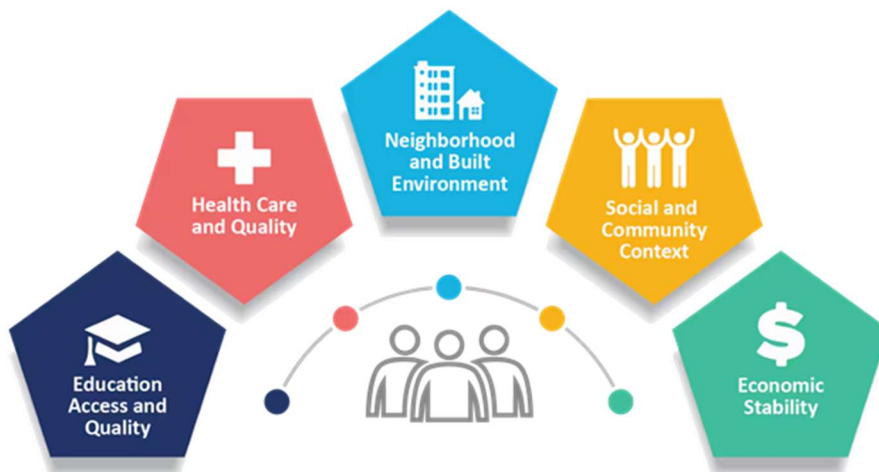 Education
Access and
Quality
Health Care
and Quality
Neighborhood
and Built
Environment
Social and
Community
Context
$
Economic
Stability